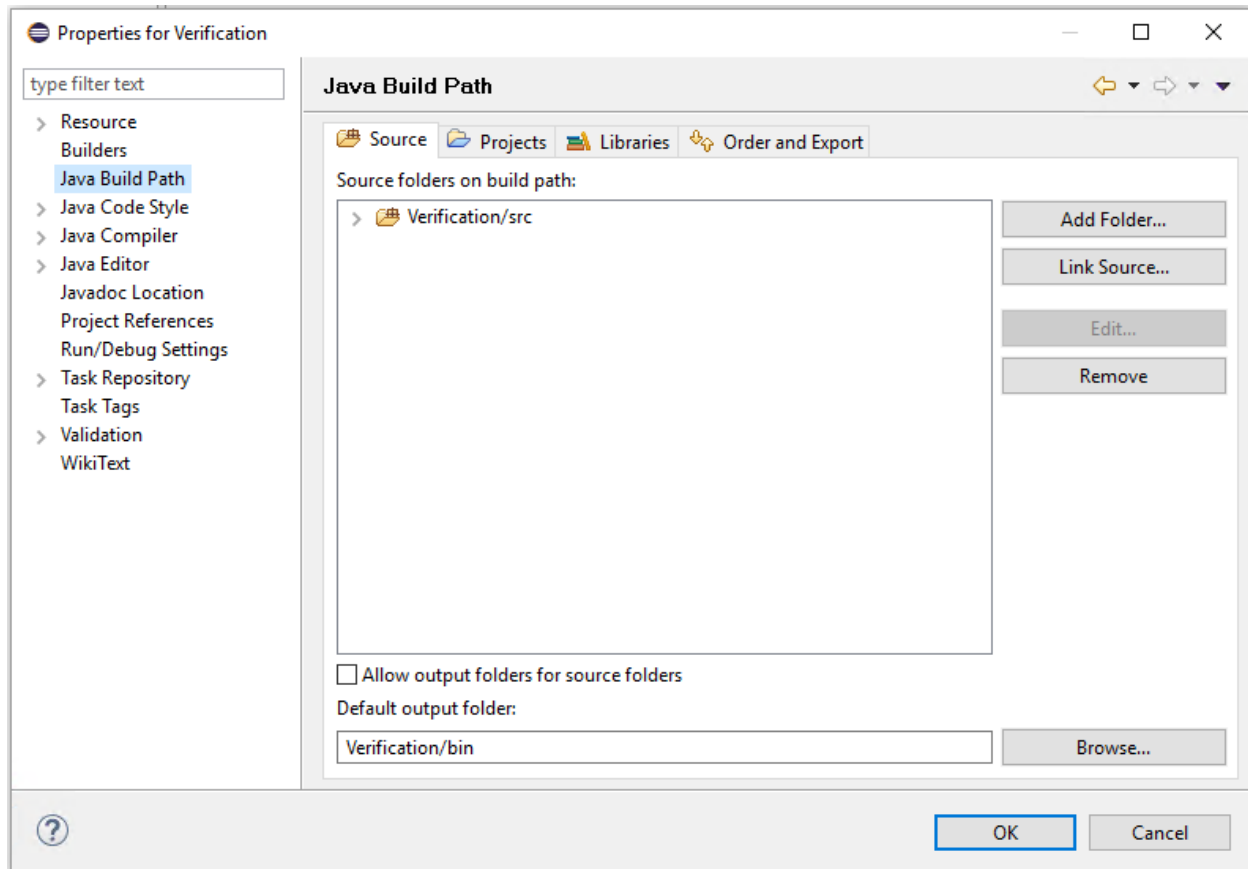 Properties for Verification
type filter text
Resource
Builders
Java Build Path
Java Code Style
Java Compiler
Java Editor
Javadoc Location
Project References
Run/Debug Settings
Task Repository
Task Tags
Validation
WikiText
Java Build Path
Source Projects Libraries Order and Export
Source folders on build path:
Verification/src
Add Folder...
Link Source...
Edit...
Remove
Allow output folders for source folders
Default output folder:
Verification/bin
Browse...
?
OK Cancel